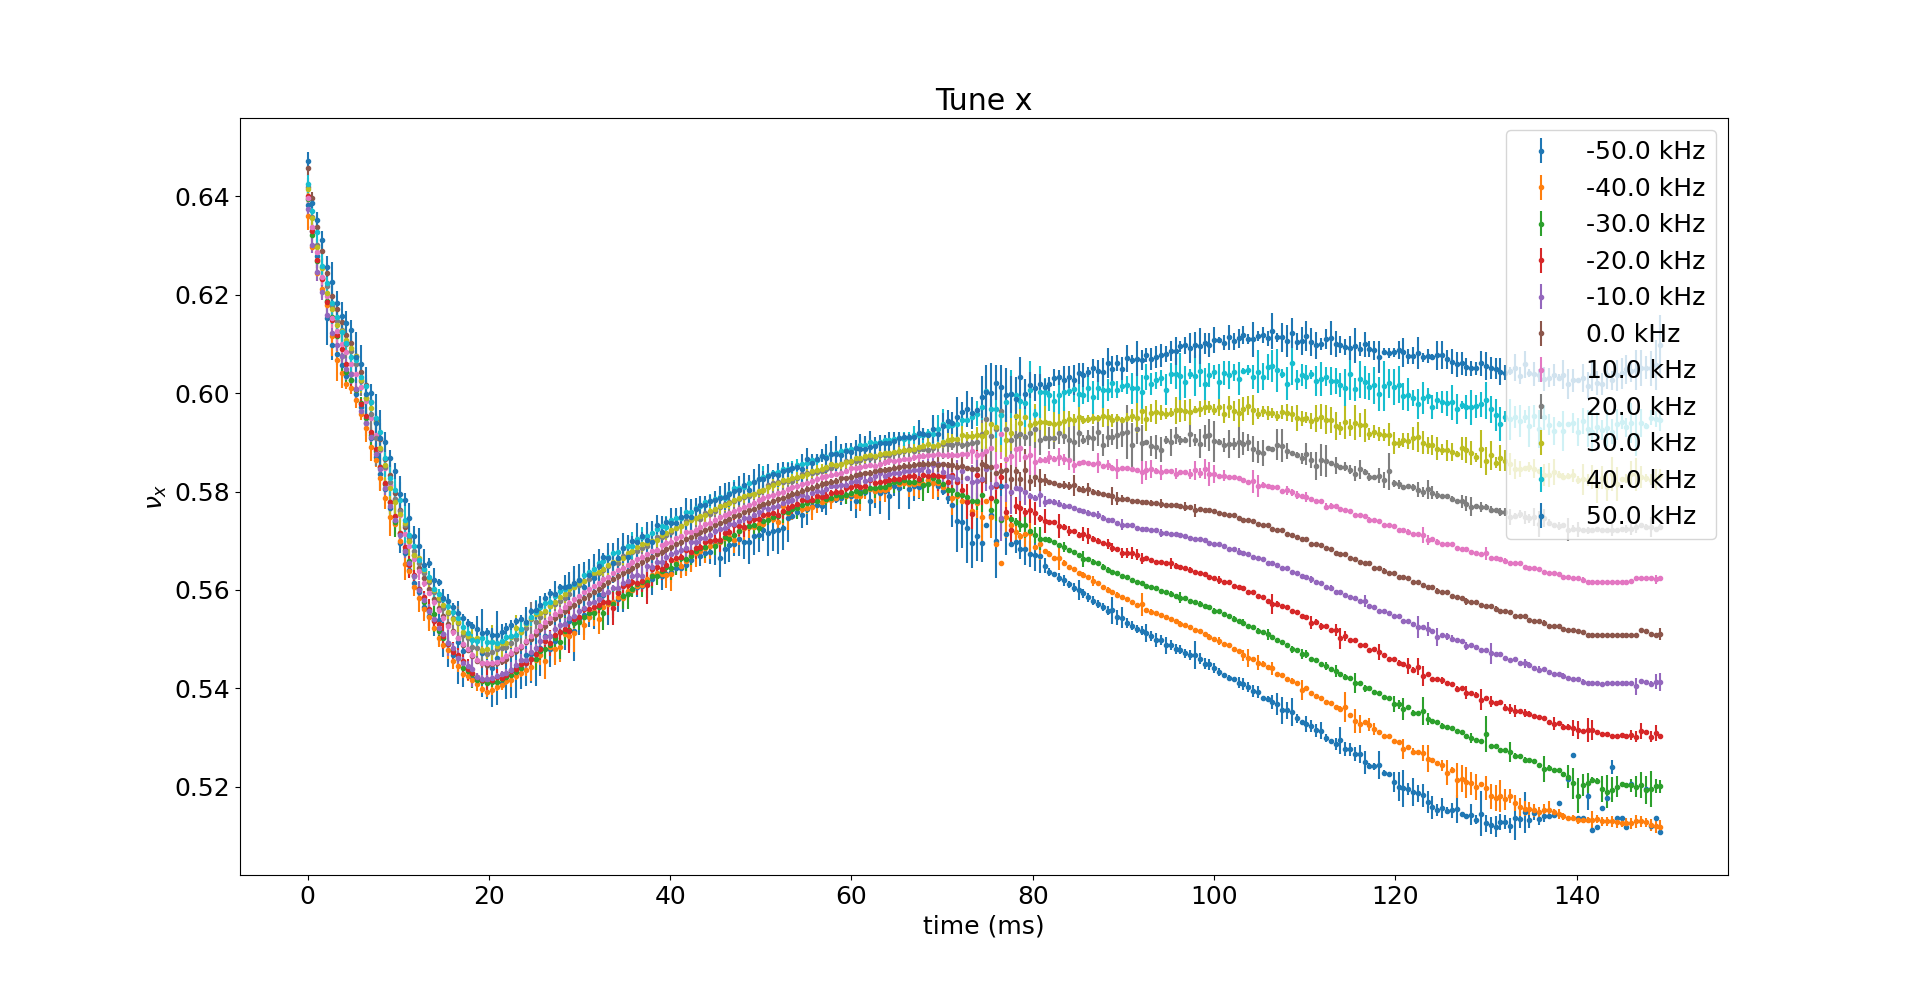 Tune x
νx
0.64
0.62
0.60
0.58
0.56
0.54
0.52
0
20
40
60
80
100
120
140
time (ms)
-50.0 kHz
-40.0 kHz
-30.0 kHz
-20.0 kHz
-10.0 kHz
0.0 kHz
10.0 kHz
20.0 kHz
30.0 kHz
40.0 kHz
50.0 kHz